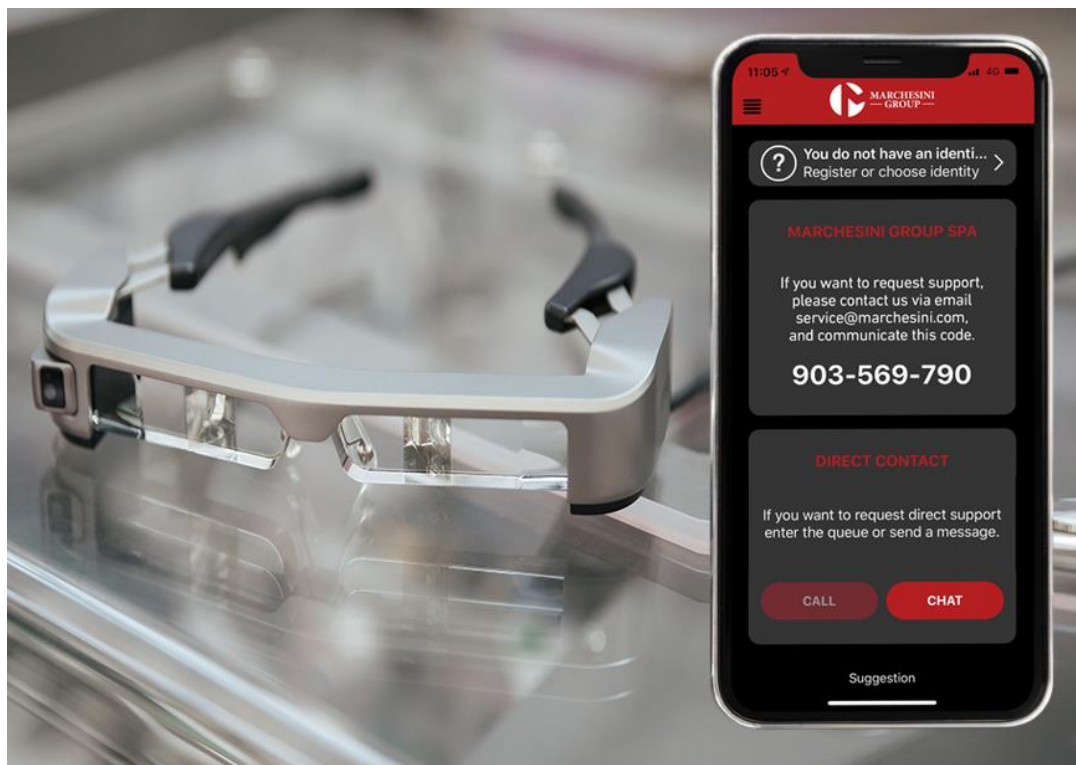 11:05
4G
MARCHESINI
GROUP
You do not have an identi...
Register or choose identity
MARCHESINI GROUP SPA
If you want to request support,
please contact us via email
service@marchesini.com,
and communicate this code.
903-569-790
DIRECT CONTACT
If you want to request direct support
enter the queue or send a message.
CALL
CHAT
Suggestion